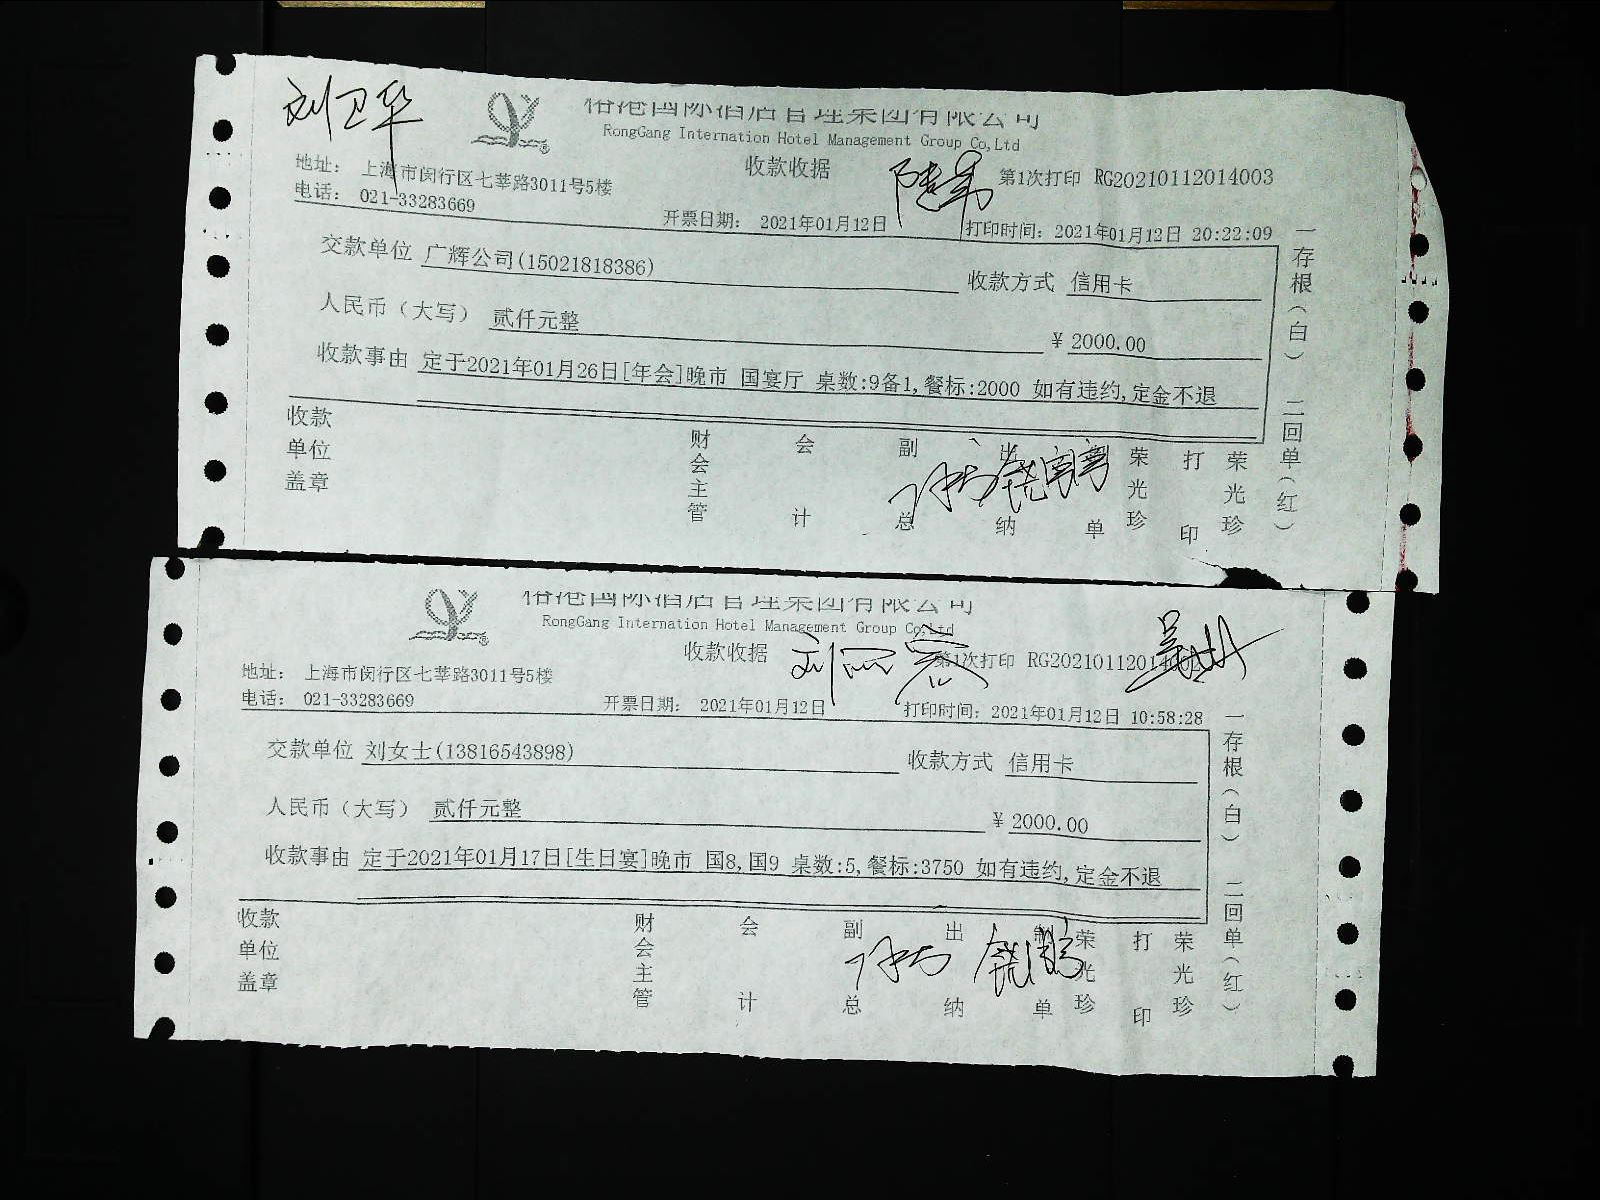 刘卫华
榕港国际酒店管理集团有限公司
RongGang Internation Hotel Management Group Co,Ltd
收款收据
第1次打印 RG20210112014003
地址： 上海市闵行区七莘路3011号5楼
电话： 021-33283669
开票日期： 2021年01月12日
打印时间：2021年01月12日 20:22:09
交款单位 广辉公司(15021818386)
收款方式 信用卡
人民币（大写） 贰仟元整
¥ 2000.00
收款事由 定于2021年01月26日[年会]晚市 国宴厅 桌数:9备1,餐标:2000 如有违约,定金不退
一存根（白） 二回单（红）
收款单位盖章
财会主管
会计
副总
出纳
单
荣光珍
打印
荣光珍
榕港国际酒店管理集团有限公司
RongGang Internation Hotel Management Group Co,Ltd
收款收据
第1次打印 RG202101120140
地址： 上海市闵行区七莘路3011号5楼
电话： 021-33283669
开票日期： 2021年01月12日
打印时间：2021年01月12日 10:58:28
交款单位 刘女士(13816543898)
收款方式 信用卡
人民币（大写） 贰仟元整
¥ 2000.00
收款事由 定于2021年01月17日[生日宴]晚市 国8,国9 桌数:5,餐标:3750 如有违约,定金不退
一存根（白） 二回单（红）
收款单位盖章
财会主管
会计
副总
出纳
制单
荣光珍
打印
荣光珍